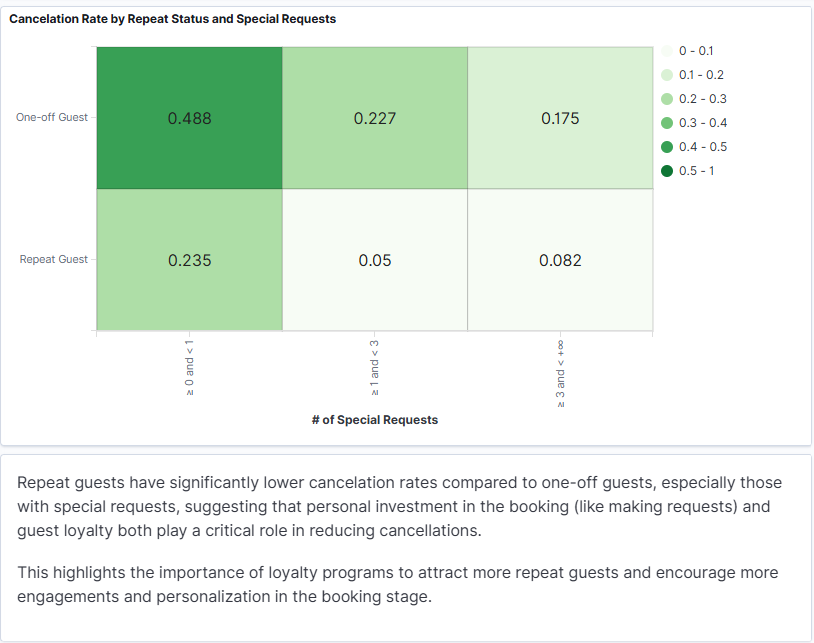 Cancelation Rate by Repeat Status and Special Requests
0 - 0.1
0.1 - 0.2
0.2 - 0.3
0.3 - 0.4
0.4 - 0.5
0.5 - 1
One-off Guest
0.488
0.227
0.175
Repeat Guest
0.235
0.05
0.082
≥ 0 and < 1
≥ 1 and < 3
≥ 3 and < +∞
# of Special Requests
Repeat guests have significantly lower cancelation rates compared to one-off guests, especially those
with special requests, suggesting that personal investment in the booking (like making requests) and
guest loyalty both play a critical role in reducing cancellations.
This highlights the importance of loyalty programs to attract more repeat guests and encourage more
engagements and personalization in the booking stage.